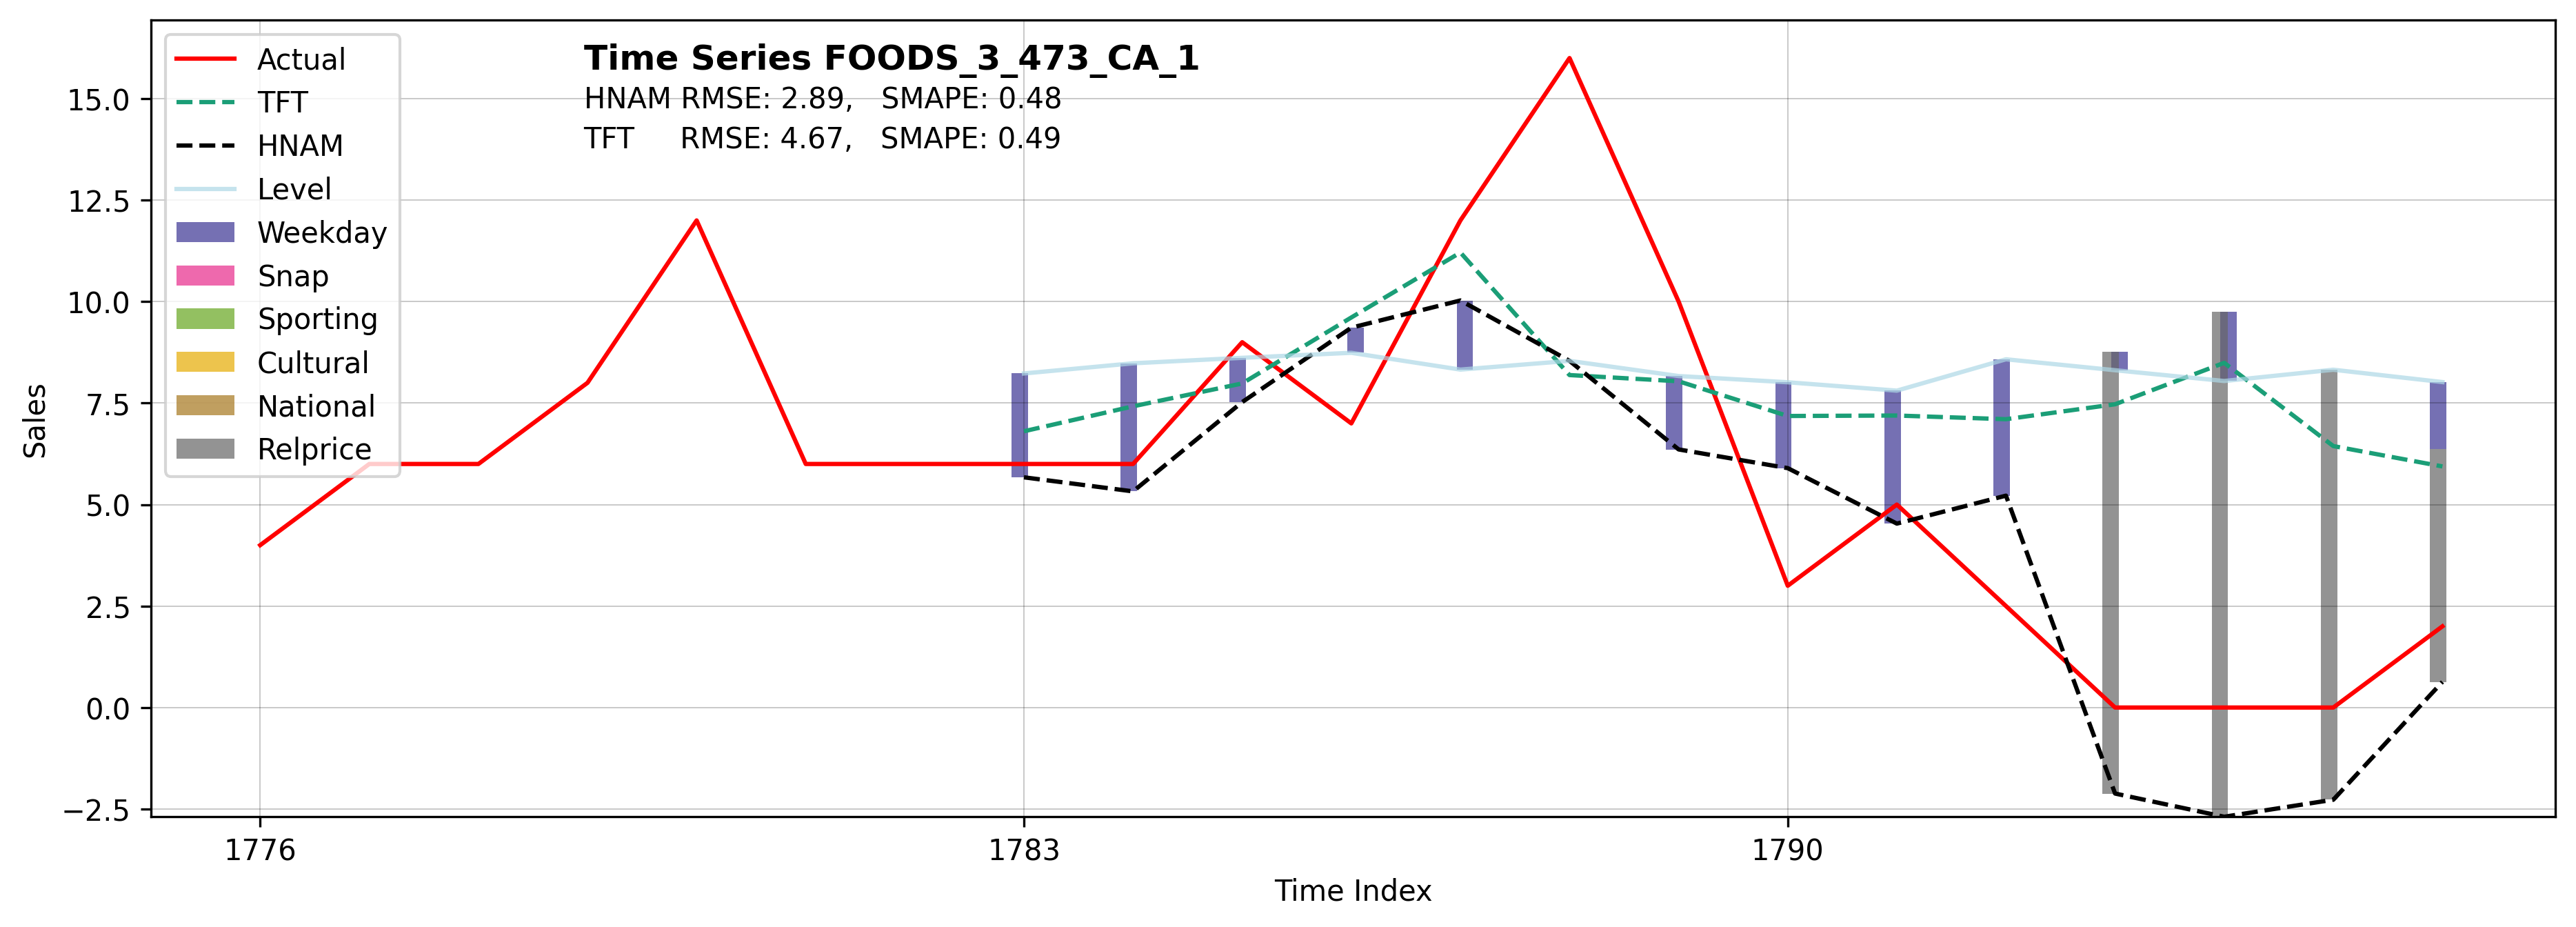 Time Series FOODS_3_473_CA_1
HNAM RMSE: 2.89, SMAPE: 0.48
TFT RMSE: 4.67, SMAPE: 0.49
Actual
TFT
HNAM
Level
Weekday
Snap
Sporting
Cultural
National
Relprice
Sales
15.0
12.5
10.0
7.5
5.0
2.5
0.0
−2.5
1776 1783 1790
Time Index